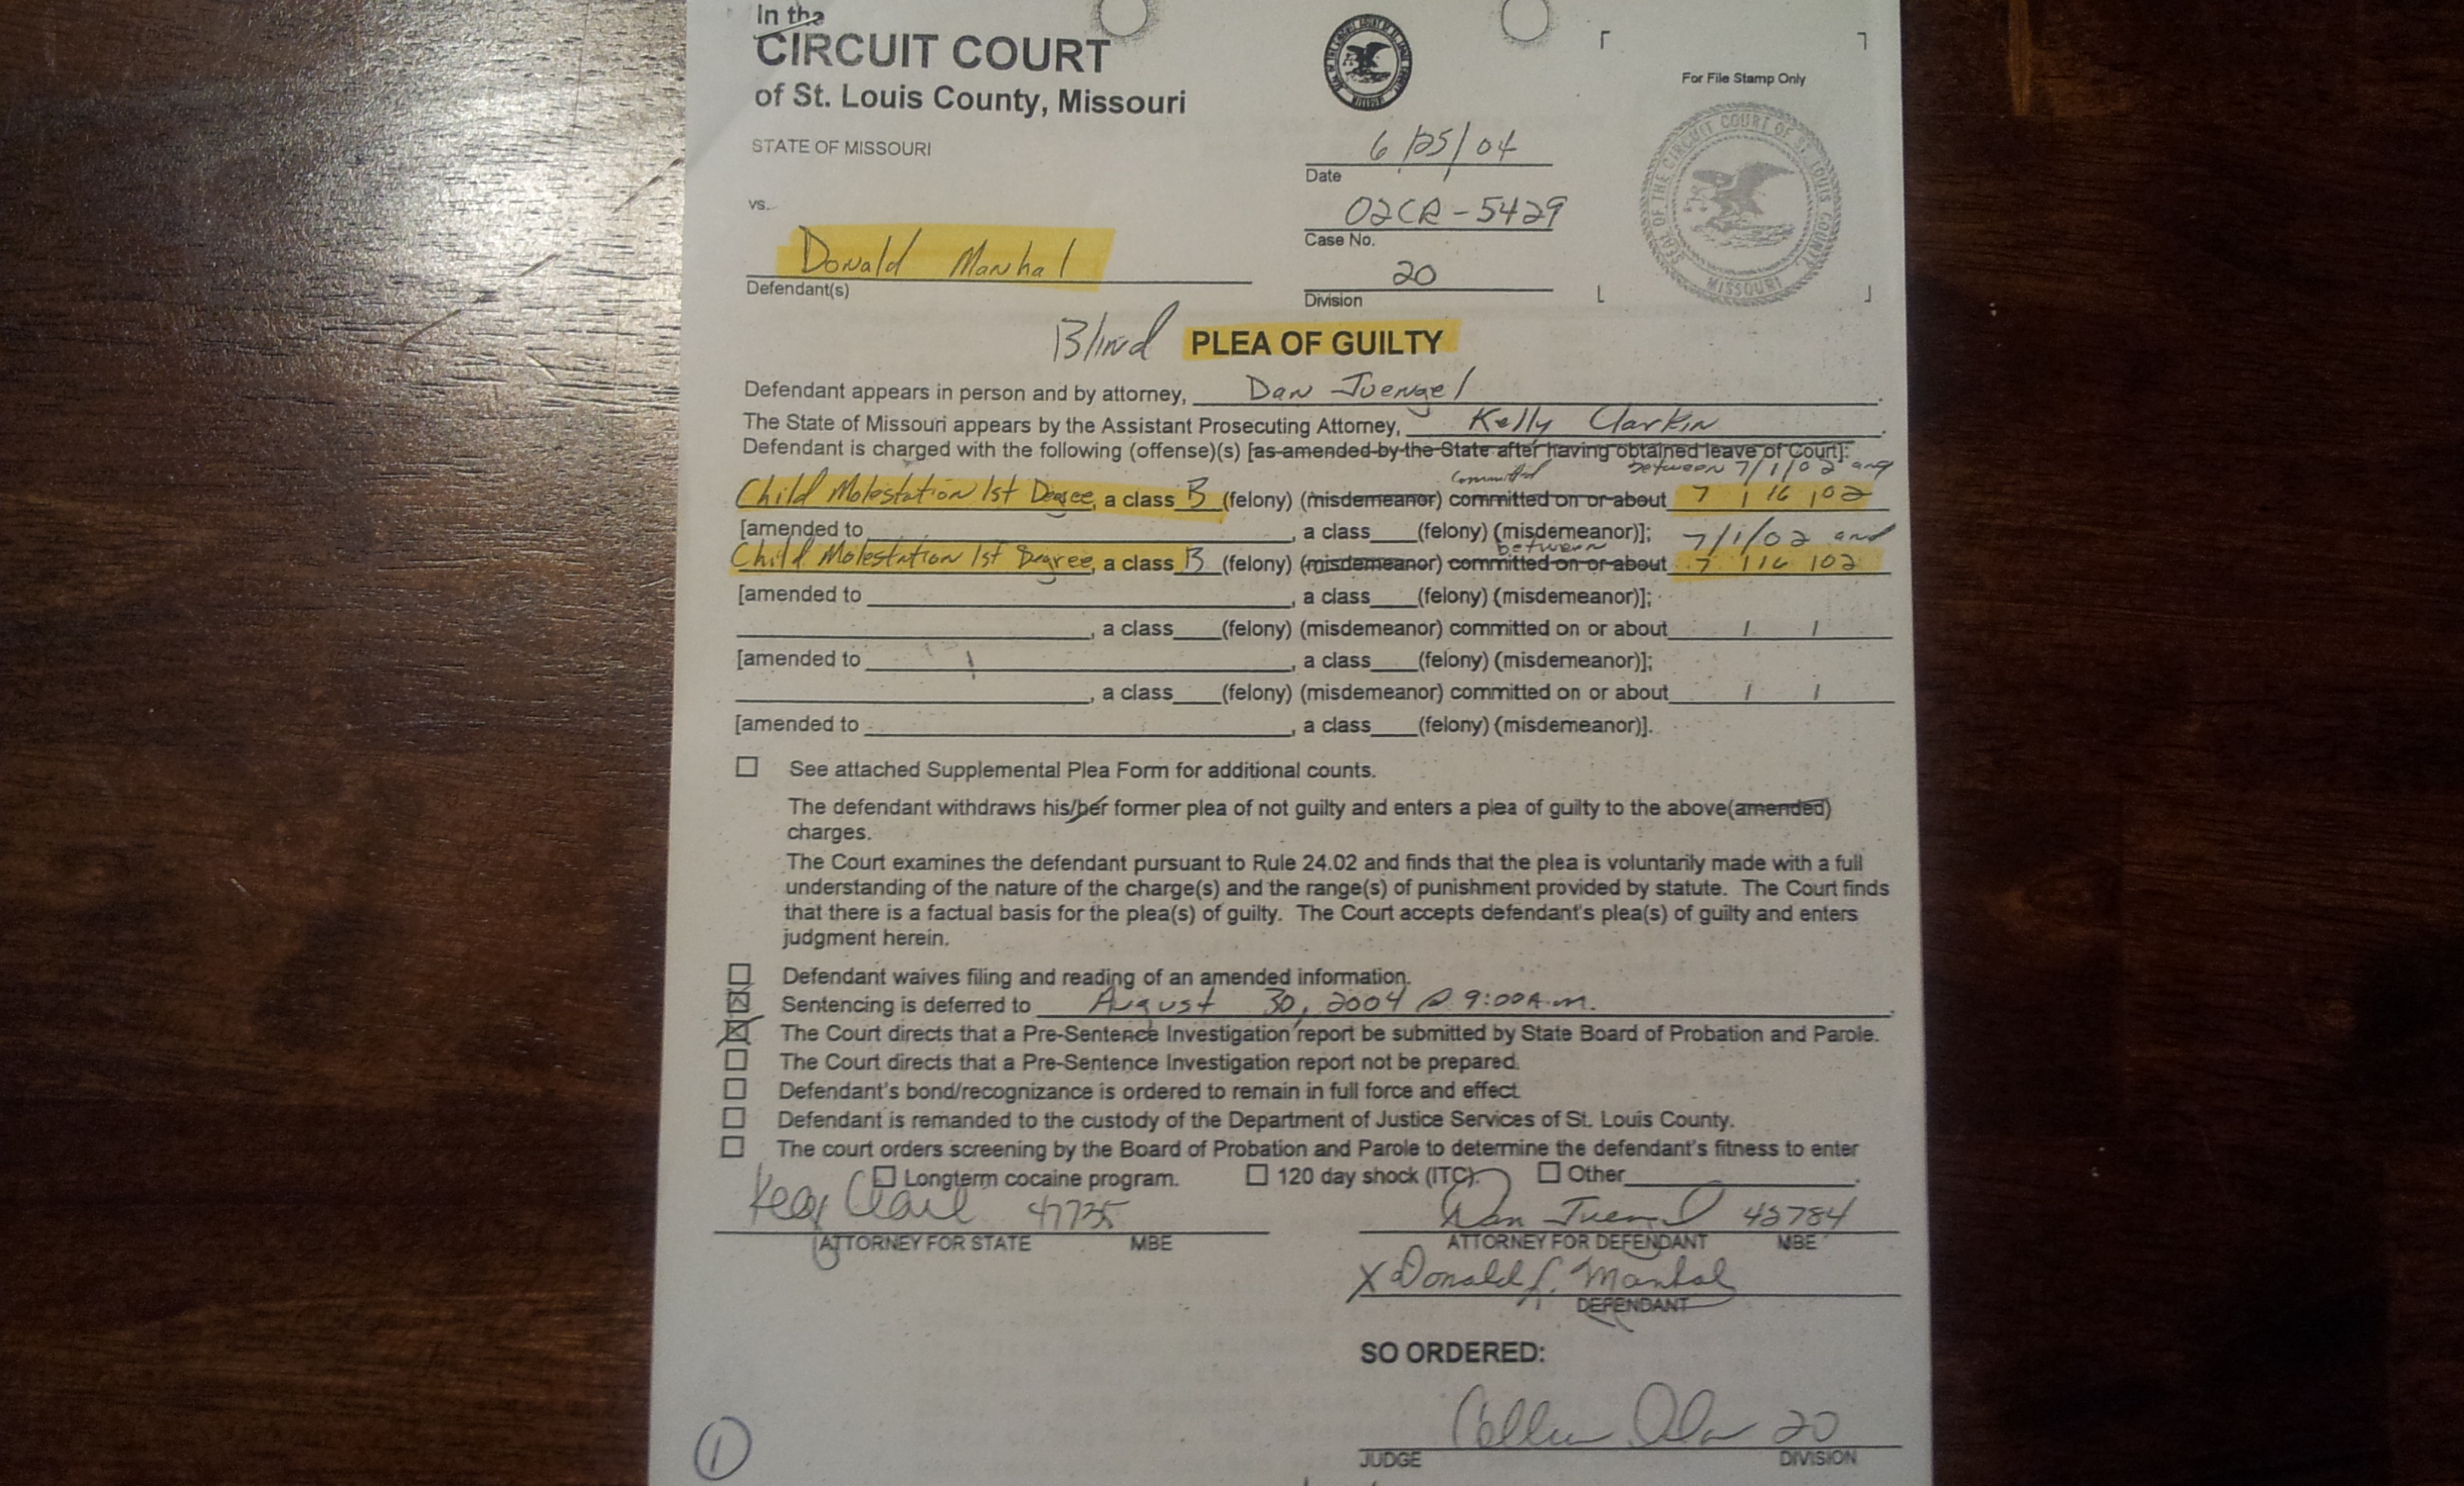 In the
CIRCUIT COURT
of St. Louis County, Missouri
For File Stamp Only
STATE OF MISSOURI
6/25/04
Date
vs.
02CR-5429
Case No.
Donald Manhal
Defendant(s)
20
Division
SEAL OF THE CIRCUIT COURT OF ST. LOUIS COUNTY
MISSOURI
Blind PLEA OF GUILTY
Defendant appears in person and by attorney, Dan Juengel.
The State of Missouri appears by the Assistant Prosecuting Attorney, Kelly Clarkin.
Defendant is charged with the following (offense)(s) [as amended by the State after having obtained leave of Court]:
committed between 7/1/02 and
Child Molestation 1st Degree, a class B (felony) (misdemeanor) committed on or about 7 / 16 / 02
[amended to , a class (felony) (misdemeanor)];
between 7/1/02 and
Child Molestation 1st Degree, a class B (felony) (misdemeanor) committed on or about 7 / 16 / 02
[amended to , a class (felony) (misdemeanor)];
, a class (felony) (misdemeanor) committed on or about / /
[amended to , a class (felony) (misdemeanor)];
, a class (felony) (misdemeanor) committed on or about / /
[amended to , a class (felony) (misdemeanor)].
See attached Supplemental Plea Form for additional counts.
The defendant withdraws his/her former plea of not guilty and enters a plea of guilty to the above(amended)
charges.
The Court examines the defendant pursuant to Rule 24.02 and finds that the plea is voluntarily made with a full
understanding of the nature of the charge(s) and the range(s) of punishment provided by statute. The Court finds
that there is a factual basis for the plea(s) of guilty. The Court accepts defendant's plea(s) of guilty and enters
judgment herein.
Defendant waives filing and reading of an amended information.
Sentencing is deferred to August 30, 2004 @ 9:00A.m.
The Court directs that a Pre-Sentence Investigation report be submitted by State Board of Probation and Parole.
The Court directs that a Pre-Sentence Investigation report not be prepared.
Defendant's bond/recognizance is ordered to remain in full force and effect.
Defendant is remanded to the custody of the Department of Justice Services of St. Louis County.
The court orders screening by the Board of Probation and Parole to determine the defendant's fitness to enter
Longterm cocaine program. 120 day shock (ITC). Other .
47735
ATTORNEY FOR STATE MBE
Dan 42784
ATTORNEY FOR DEFENDANT MBE
X Donald L. Manhal
DEFENDANT
SO ORDERED:
20
JUDGE DIVISION
1